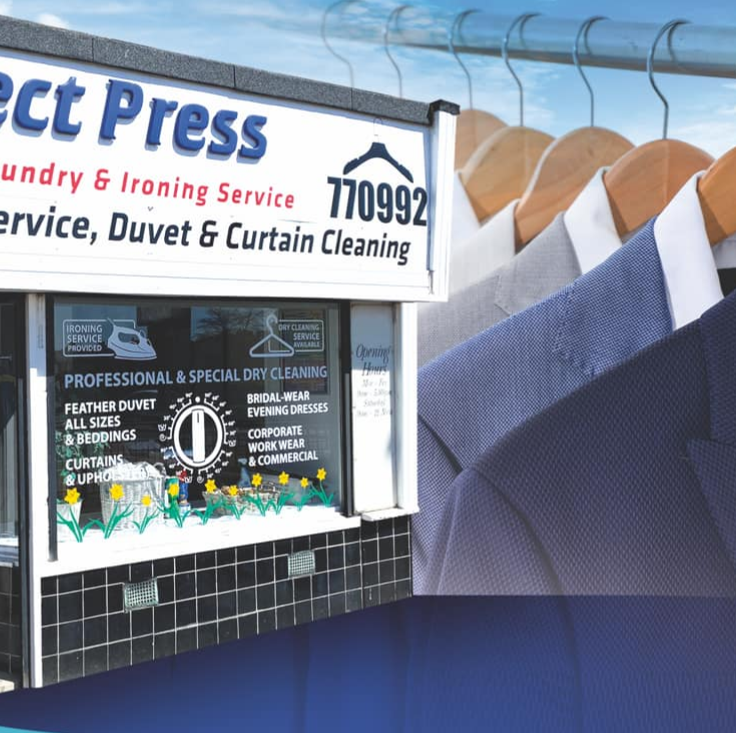 ect Press
undry & Ironing Service
770992
ervice, Duvet & Curtain Cleaning
IRONING
SERVICE
PROVIDED
DRY CLEANING
SERVICE
AVAILABLE
PROFESSIONAL & SPECIAL DRY CLEANING
FEATHER DUVET
ALL SIZES
& BEDDINGS
CURTAINS
BRIDAL-WEAR
EVENING DRESSES
CORPORATE
WORK WEAR
& COMMERCIAL
Opening
Hours